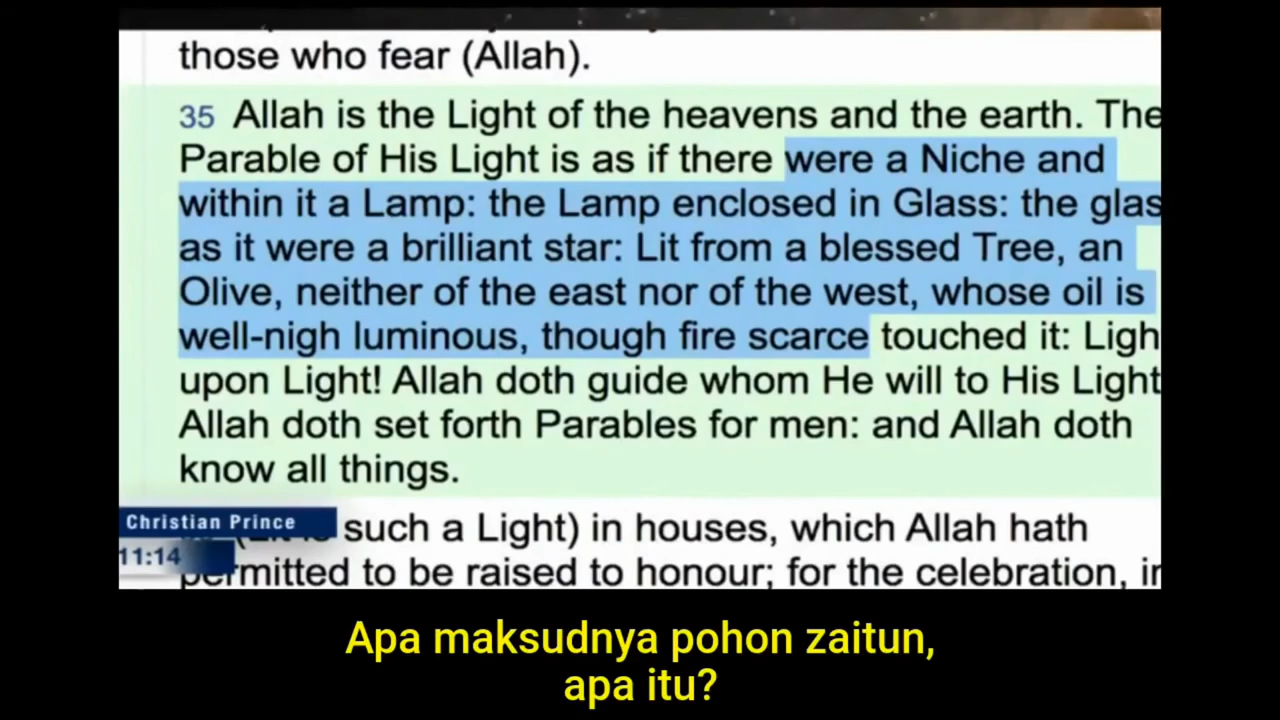 those who fear (Allah).
35 Allah is the Light of the heavens and the earth. The
Parable of His Light is as if there were a Niche and
within it a Lamp: the Lamp enclosed in Glass: the glas
as it were a brilliant star: Lit from a blessed Tree, an
Olive, neither of the east nor of the west, whose oil is
well-nigh luminous, though fire scarce touched it: Ligh
upon Light! Allah doth guide whom He will to His Light
Allah doth set forth Parables for men: and Allah doth
know all things.
Christian Prince
such a Light) in houses, which Allah hath
11:14
permitted to be raised to honour; for the celebration, in
Apa maksudnya pohon zaitun,
apa itu?